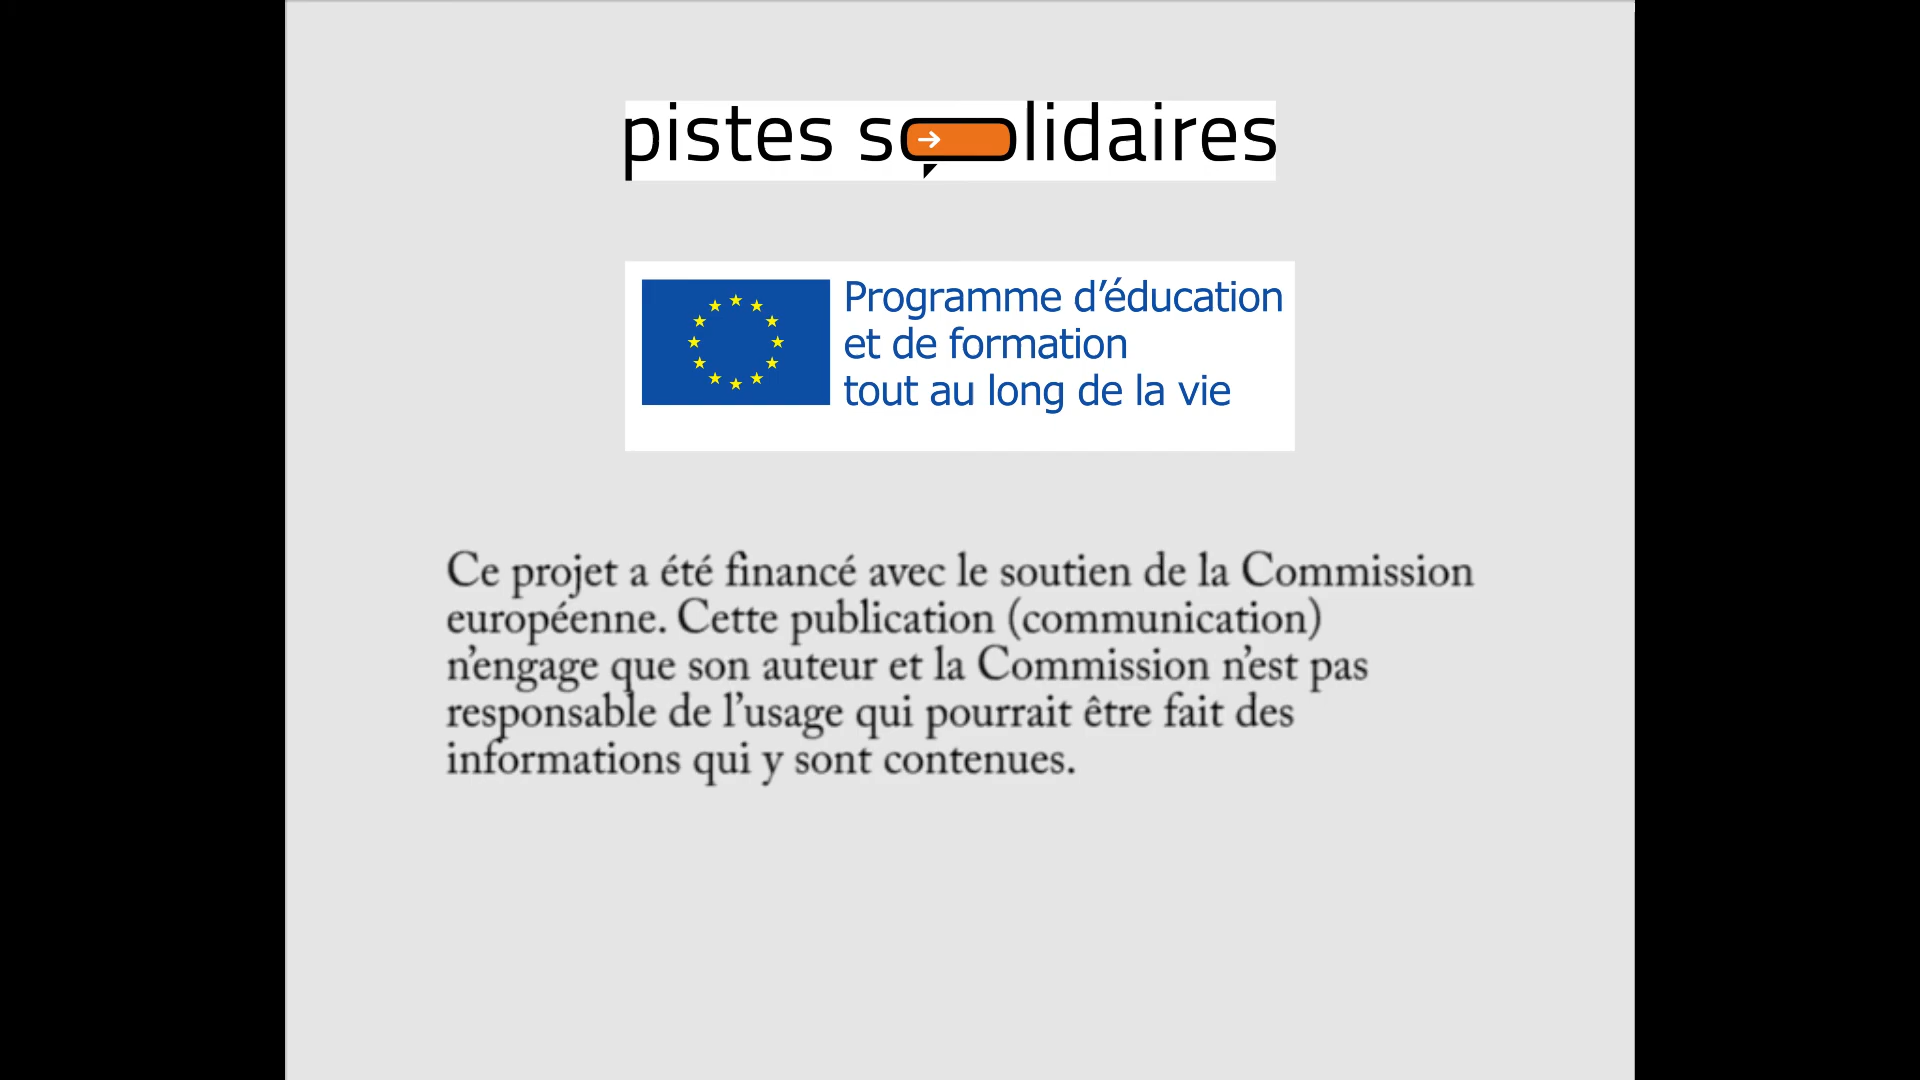 pistes solidaires
Programme d’éducation
et de formation
tout au long de la vie
Ce projet a été financé avec le soutien de la Commission
européenne. Cette publication (communication)
n’engage que son auteur et la Commission n’est pas
responsable de l’usage qui pourrait être fait des
informations qui y sont contenues.